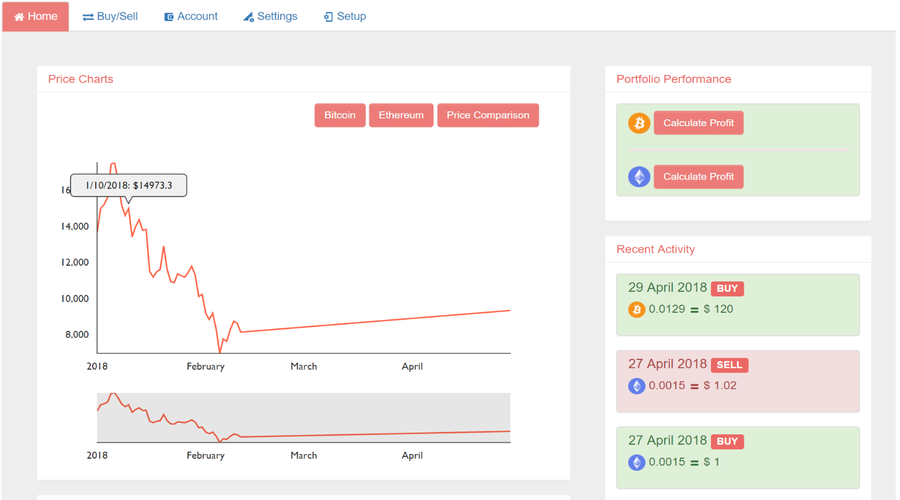 Home Buy/Sell Account Settings Setup
Price Charts
Bitcoin Ethereum Price Comparison
1/10/2018: $14973.3
14,000
12,000
10,000
8,000
2018 February March April
2018 February March April
Portfolio Performance
Calculate Profit
Calculate Profit
Recent Activity
29 April 2018 BUY
0.0129 = $ 120
27 April 2018 SELL
0.0015 = $ 1.02
27 April 2018 BUY
0.0015 = $ 1